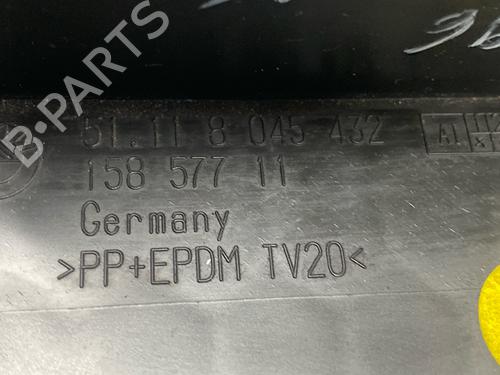 B-PARTS
51.11 8 045 432
158 577 11
Germany
>PP+EPDM TV20<